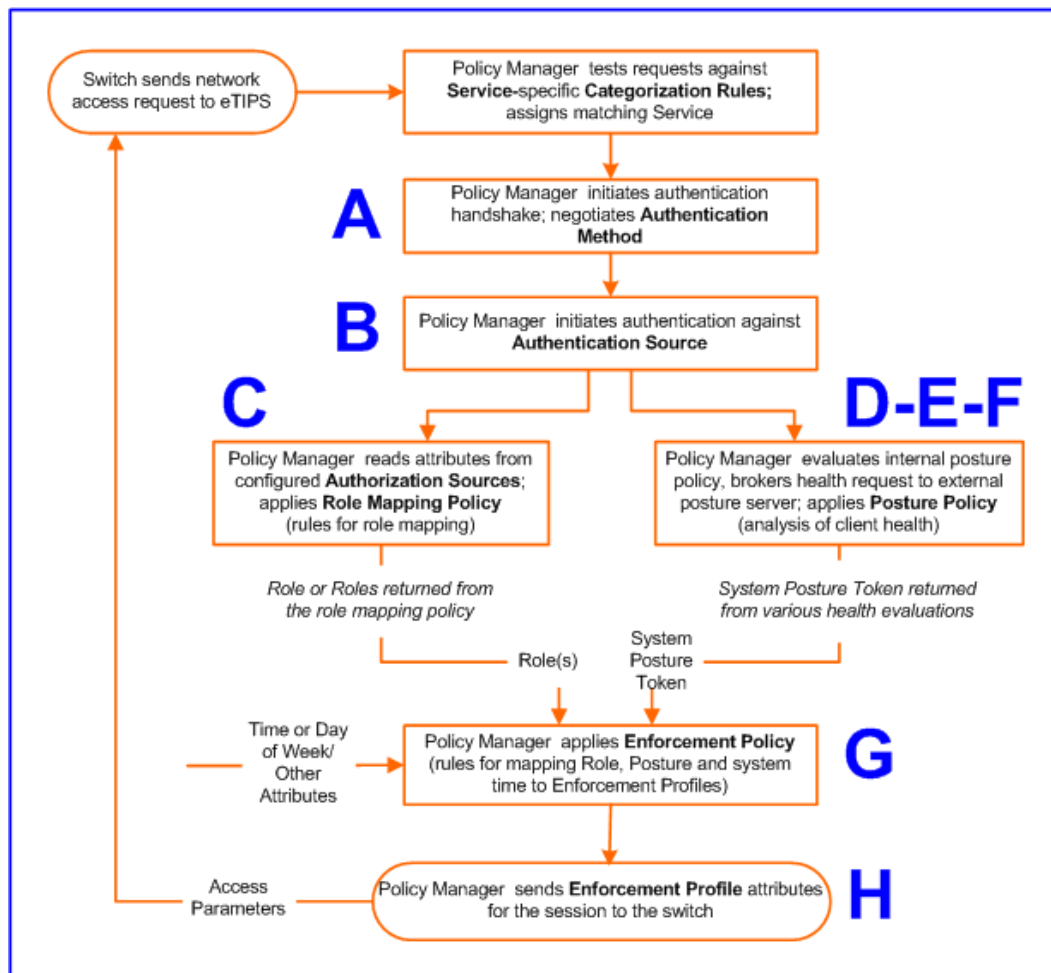 Switch sends network
access request to eTIPS
Policy Manager tests requests against
Service-specific Categorization Rules;
assigns matching Service
A
Policy Manager initiates authentication
handshake; negotiates Authentication
Method
B
Policy Manager initiates authentication against
Authentication Source
C
Policy Manager reads attributes from
configured Authorization Sources;
applies Role Mapping Policy
(rules for role mapping)
D-E-F
Policy Manager evaluates internal posture
policy, brokers health request to external
posture server; applies Posture Policy
(analysis of client health)
Role or Roles returned from
the role mapping policy
System Posture Token returned
from various health evaluations
Role(s)
System
Posture
Token
Time or Day
of Week/
Other
Attributes
Policy Manager applies Enforcement Policy
(rules for mapping Role, Posture and system
time to Enforcement Profiles)
G
Access
Parameters
Policy Manager sends Enforcement Profile attributes
for the session to the switch
H